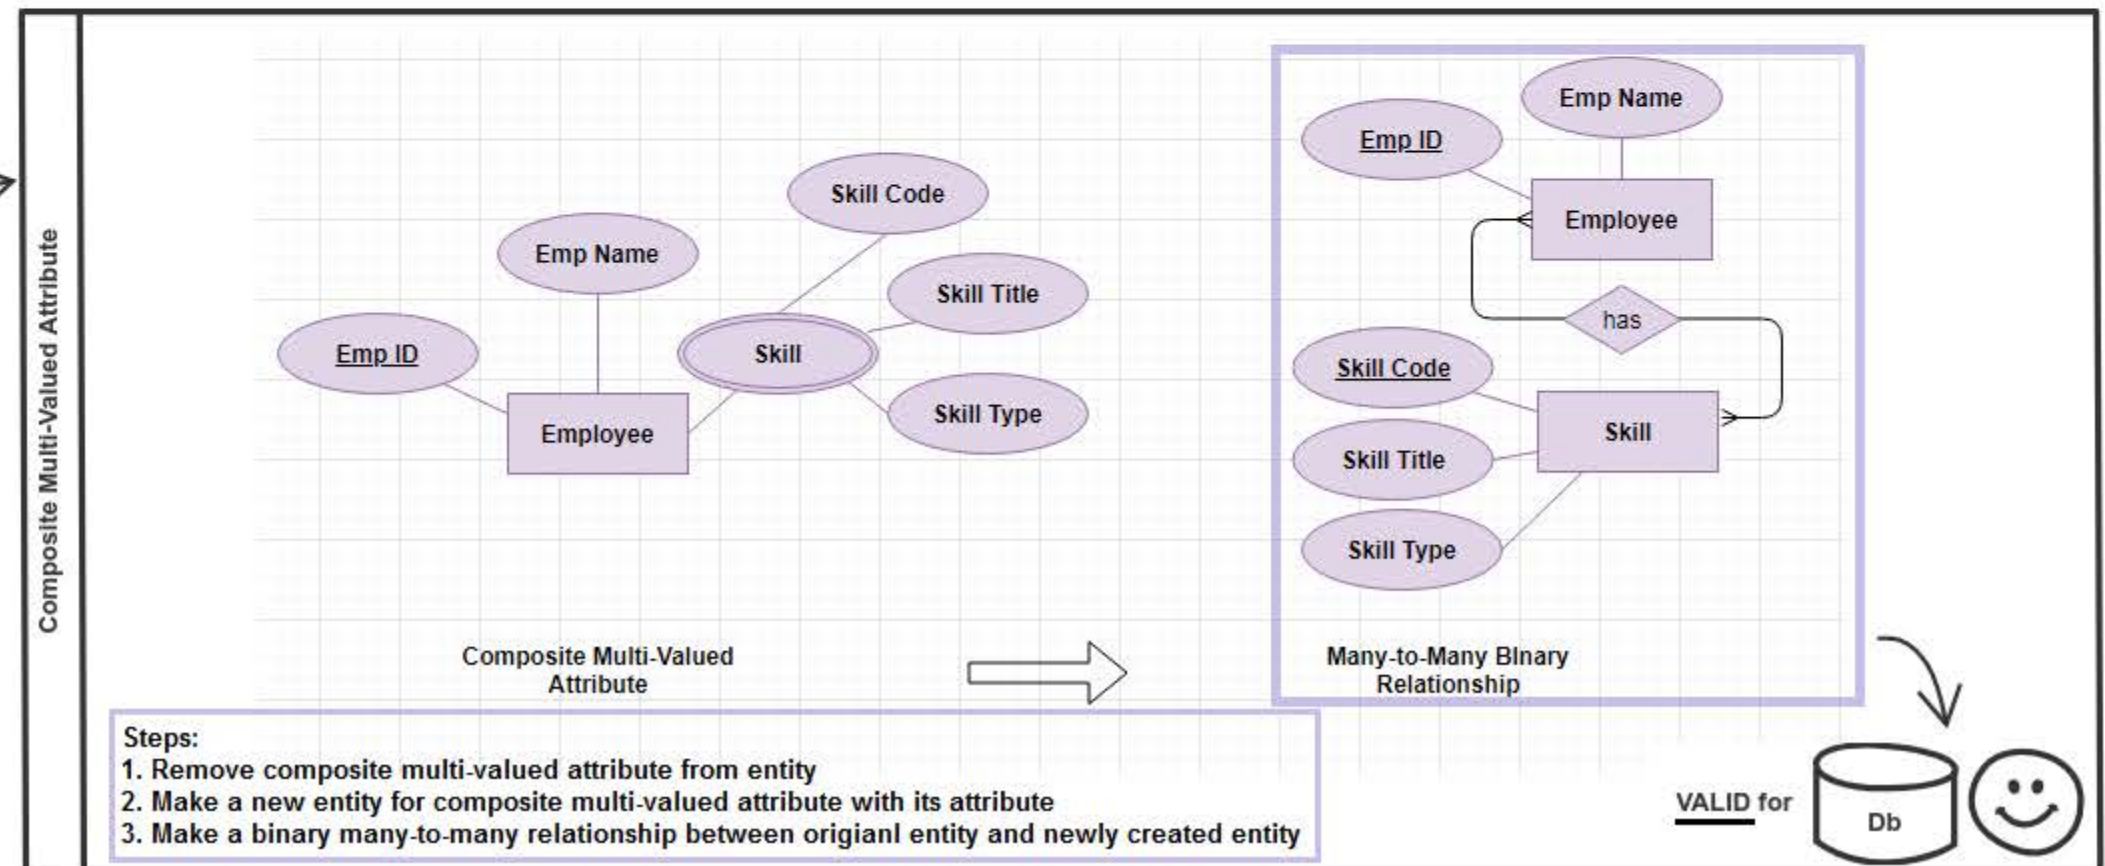 Composite Multi-Valued Attribute
Emp ID
Emp Name
Employee
Skill
Skill Code
Skill Title
Skill Type
Composite Multi-Valued
Attribute
Emp ID
Emp Name
Employee
has
Skill Code
Skill Title
Skill Type
Skill
Many-to-Many BInary
Relationship
Steps:
1. Remove composite multi-valued attribute from entity
2. Make a new entity for composite multi-valued attribute with its attribute
3. Make a binary many-to-many relationship between origianl entity and newly created entity
VALID for
Db